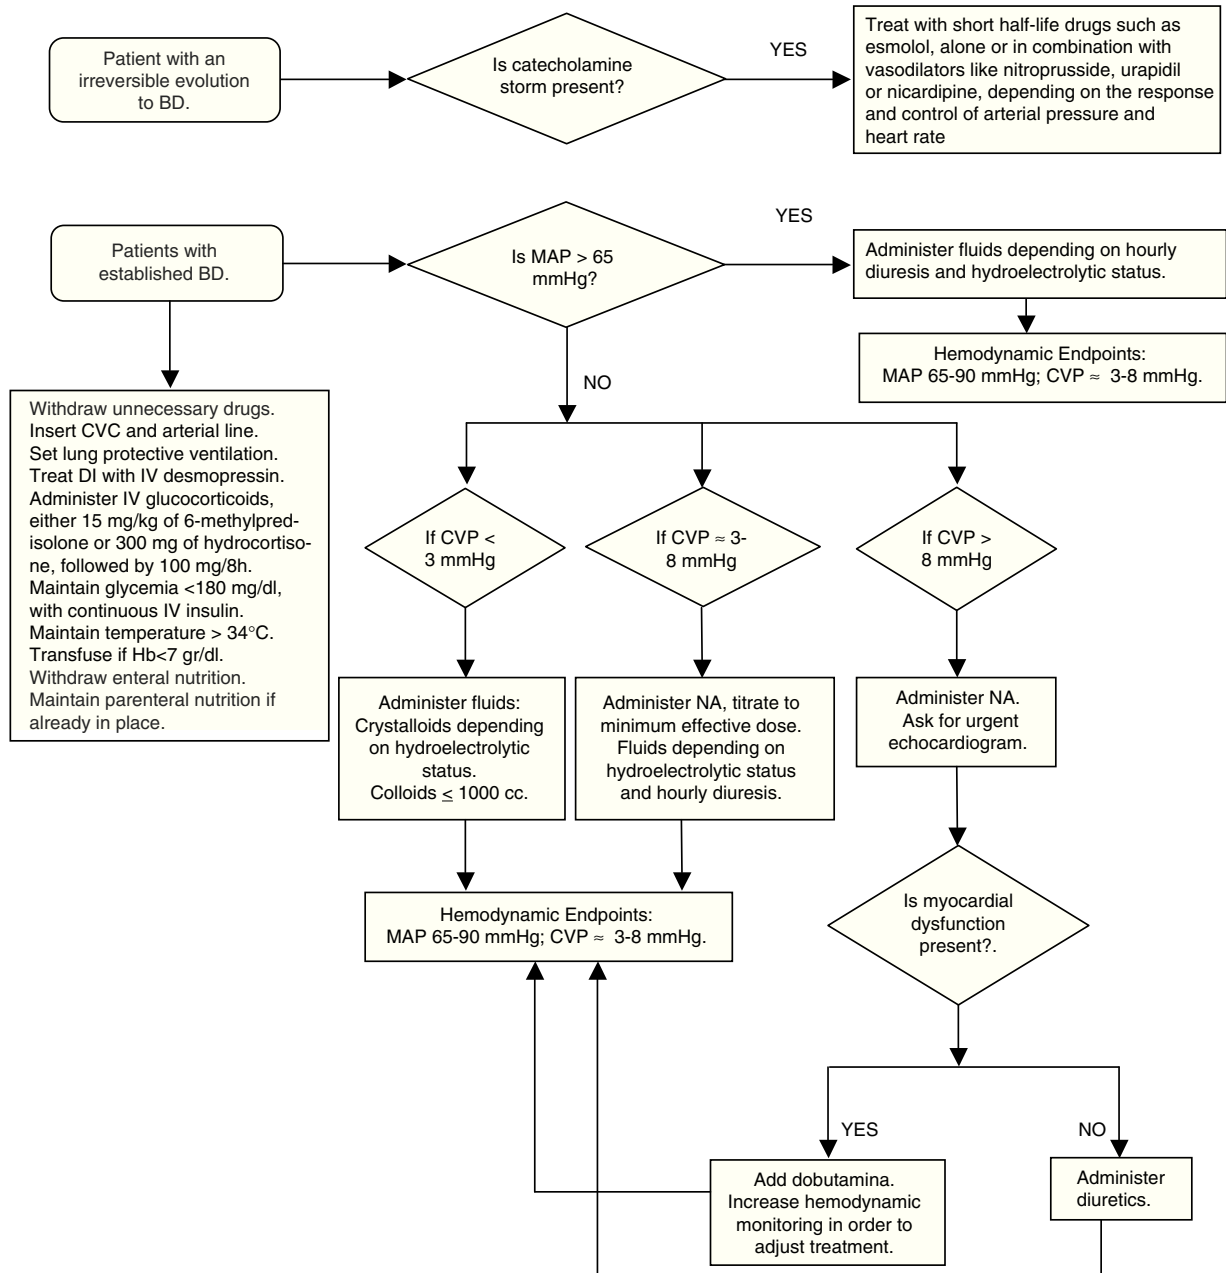 Patient with an
irreversible evolution
to BD.
Is catecholamine
storm present?
YES
Treat with short half-life drugs such as
esmolol, alone or in combination with
vasodilators like nitroprusside, urapidil
or nicardipine, depending on the response
and control of arterial pressure and
heart rate
Patients with
established BD.
Is MAP > 65
mmHg?
YES
Administer fluids depending on hourly
diuresis and hydroelectrolytic status.
Hemodynamic Endpoints:
MAP 65-90 mmHg; CVP ≈ 3-8 mmHg.
NO
Withdraw unnecessary drugs.
Insert CVC and arterial line.
Set lung protective ventilation.
Treat DI with IV desmopressin.
Administer IV glucocorticoids,
either 15 mg/kg of 6-methylpred-
isolone or 300 mg of hydrocortiso-
ne, followed by 100 mg/8h.
Maintain glycemia <180 mg/dl,
with continuous IV insulin.
Maintain temperature > 34°C.
Transfuse if Hb<7 gr/dl.
Withdraw enteral nutrition.
Maintain parenteral nutrition if
already in place.
If CVP <
3 mmHg
If CVP ≈ 3-
8 mmHg
If CVP >
8 mmHg
Administer fluids:
Crystalloids depending
on hydroelectrolytic
status.
Colloids ≤ 1000 cc.
Administer NA, titrate to
minimum effective dose.
Fluids depending on
hydroelectrolytic status
and hourly diuresis.
Administer NA.
Ask for urgent
echocardiogram.
Hemodynamic Endpoints:
MAP 65-90 mmHg; CVP ≈ 3-8 mmHg.
Is myocardial
dysfunction
present?.
YES
NO
Add dobutamina.
Increase hemodynamic
monitoring in order to
adjust treatment.
Administer
diuretics.